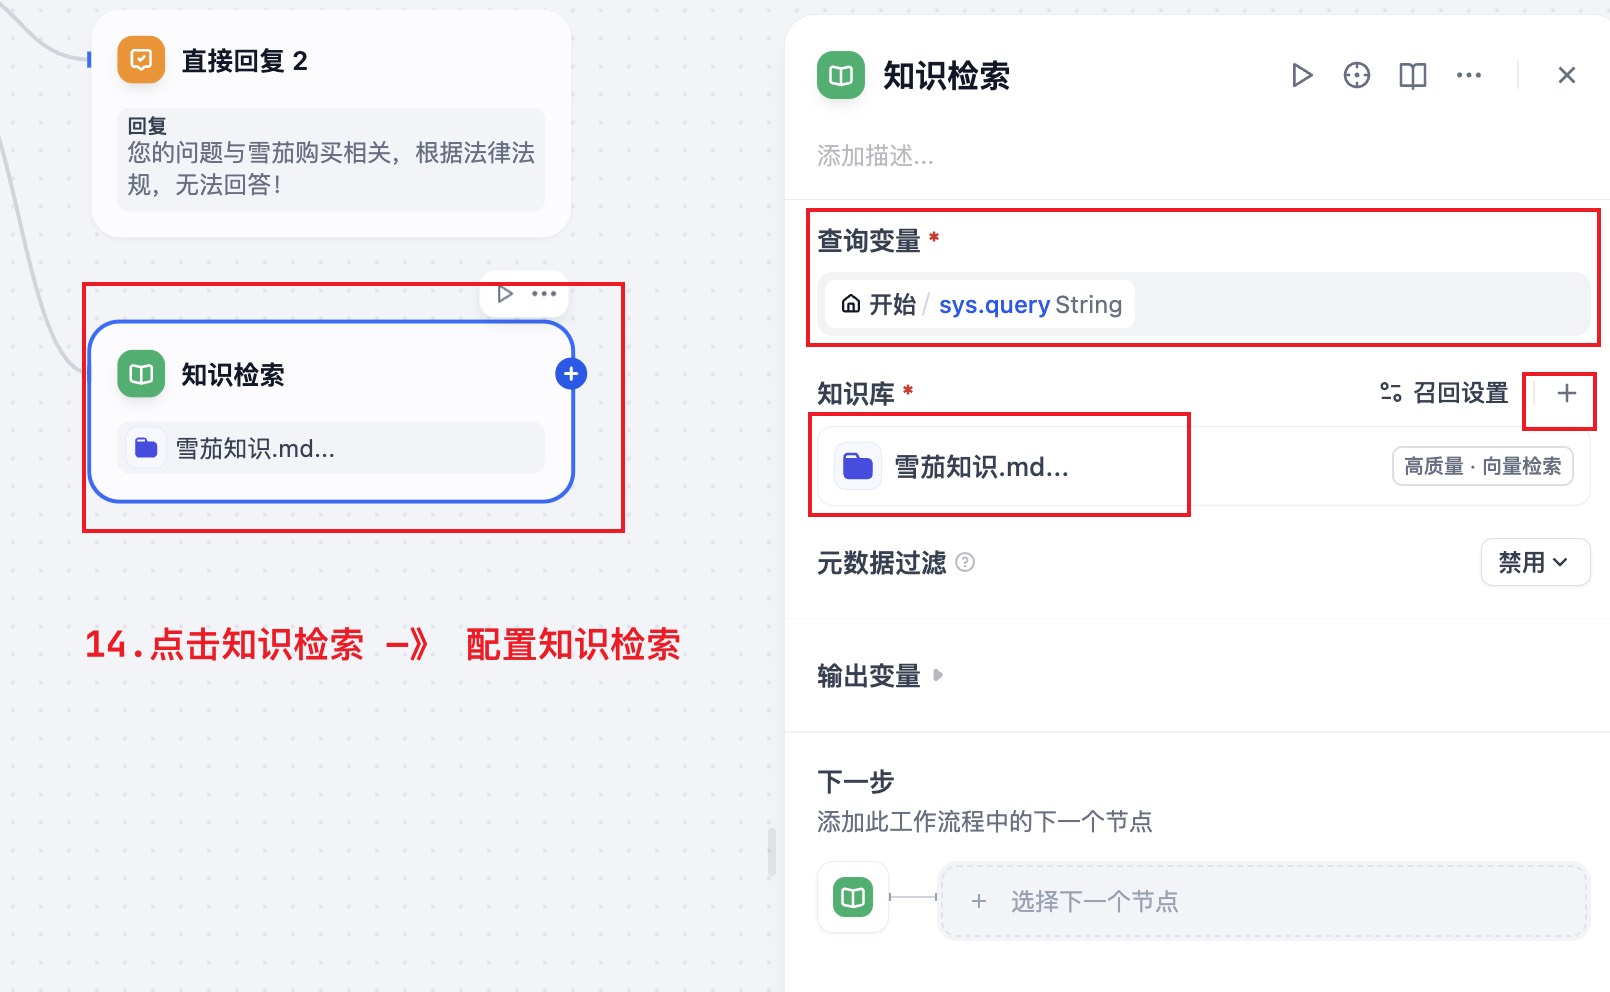 直接回复 2
回复
您的问题与雪茄购买相关，根据法律法
规，无法回答！
知识检索
雪茄知识.md...
14.点击知识检索 —》 配置知识检索
知识检索
添加描述...
查询变量 *
开始 / sys.query String
知识库 *
召回设置
雪茄知识.md...
高质量 · 向量检索
元数据过滤
禁用
输出变量
下一步
添加此工作流程中的下一个节点
+ 选择下一个节点